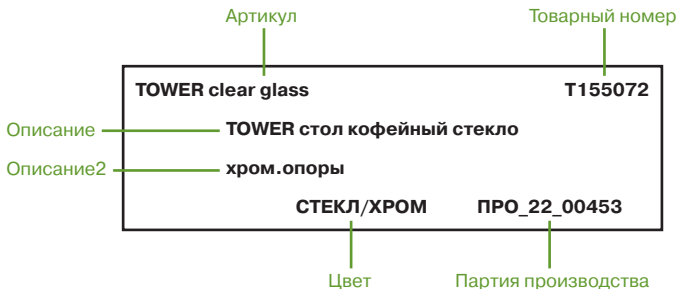 Артикул Товарный номер
TOWER clear glass T155072
Описание TOWER стол кофейный стекло
Описание2 хром.опоры
СТЕКЛ/ХРОМ ПРО_22_00453
Цвет Партия производства